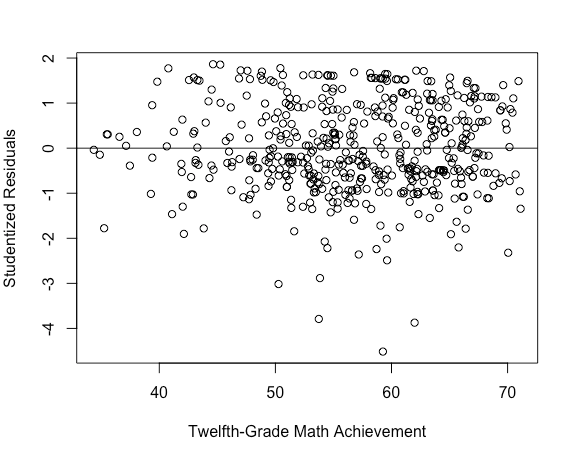 2
1
0
-1
-2
-3
-4
Studentized Residuals
40 50 60 70
Twelfth-Grade Math Achievement